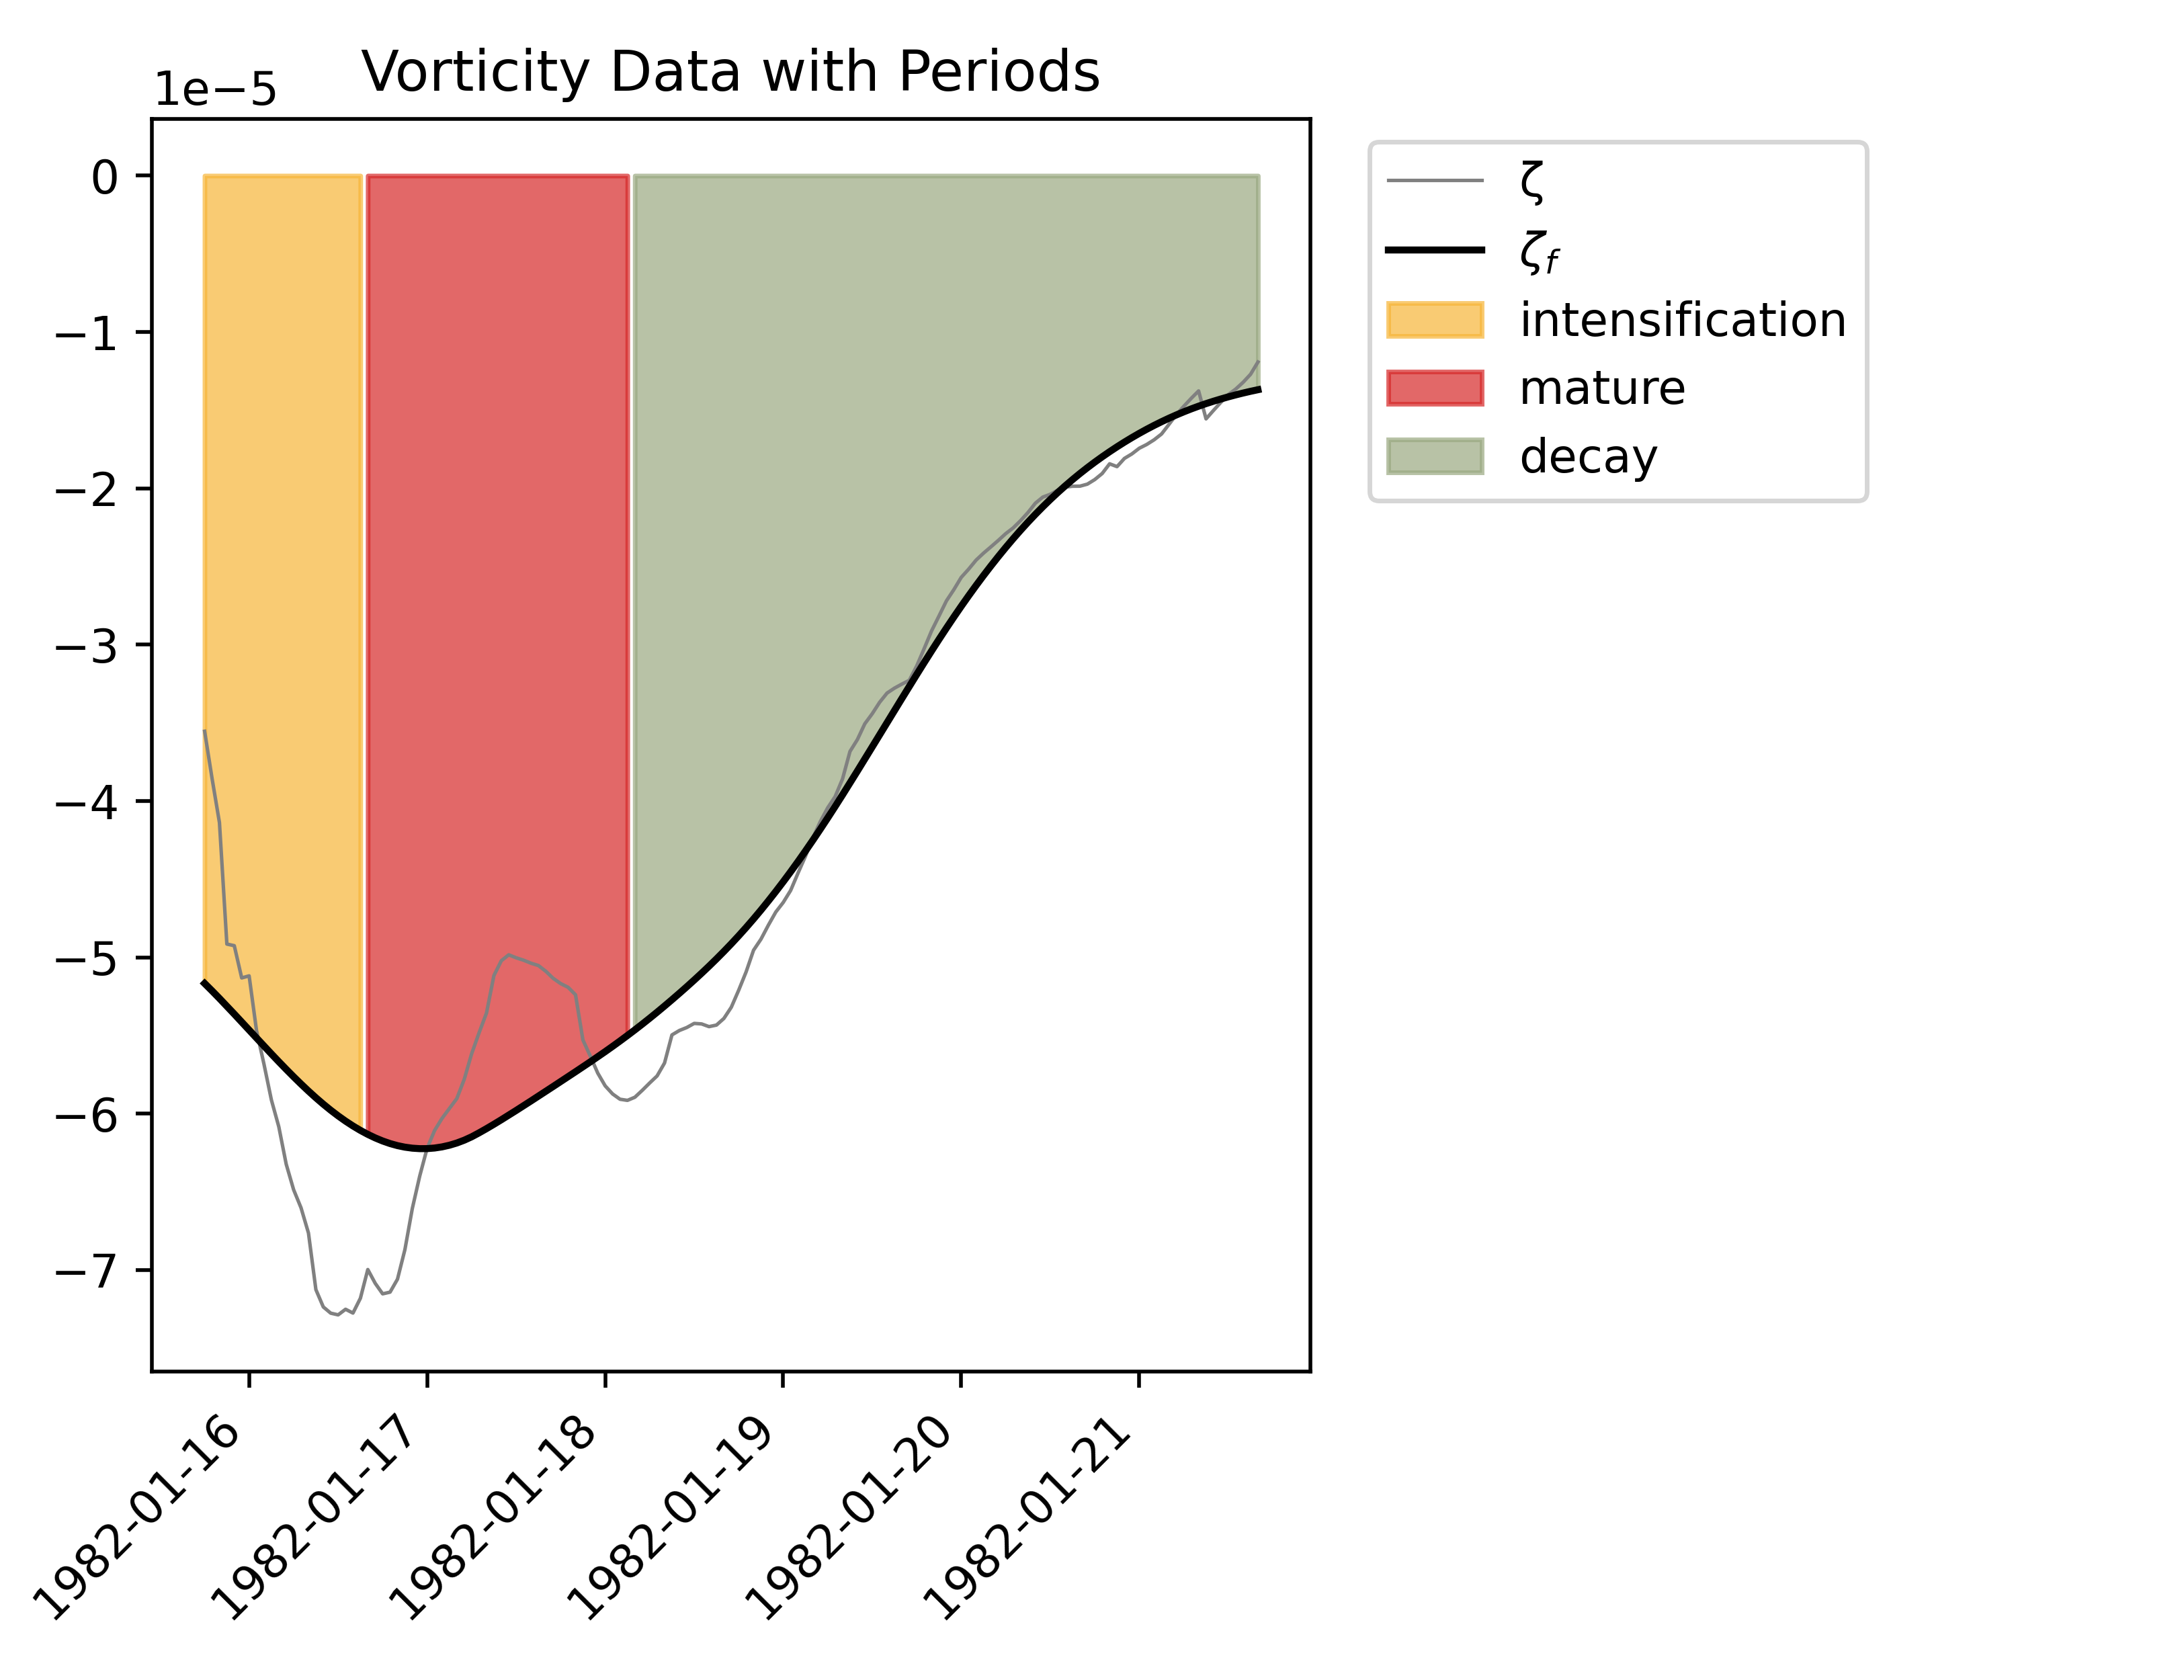 Vorticity Data with Periods
1e−5
0
−1
−2
−3
−4
−5
−6
−7
1982-01-16
1982-01-17
1982-01-18
1982-01-19
1982-01-20
1982-01-21
ζ
ζf
intensification
mature
decay